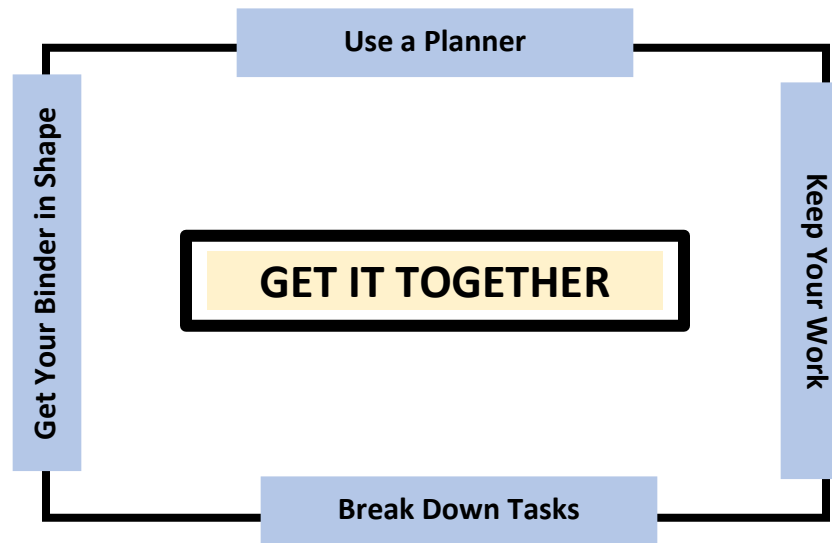 Use a Planner
Get Your Binder in Shape
Keep Your Work
GET IT TOGETHER
Break Down Tasks